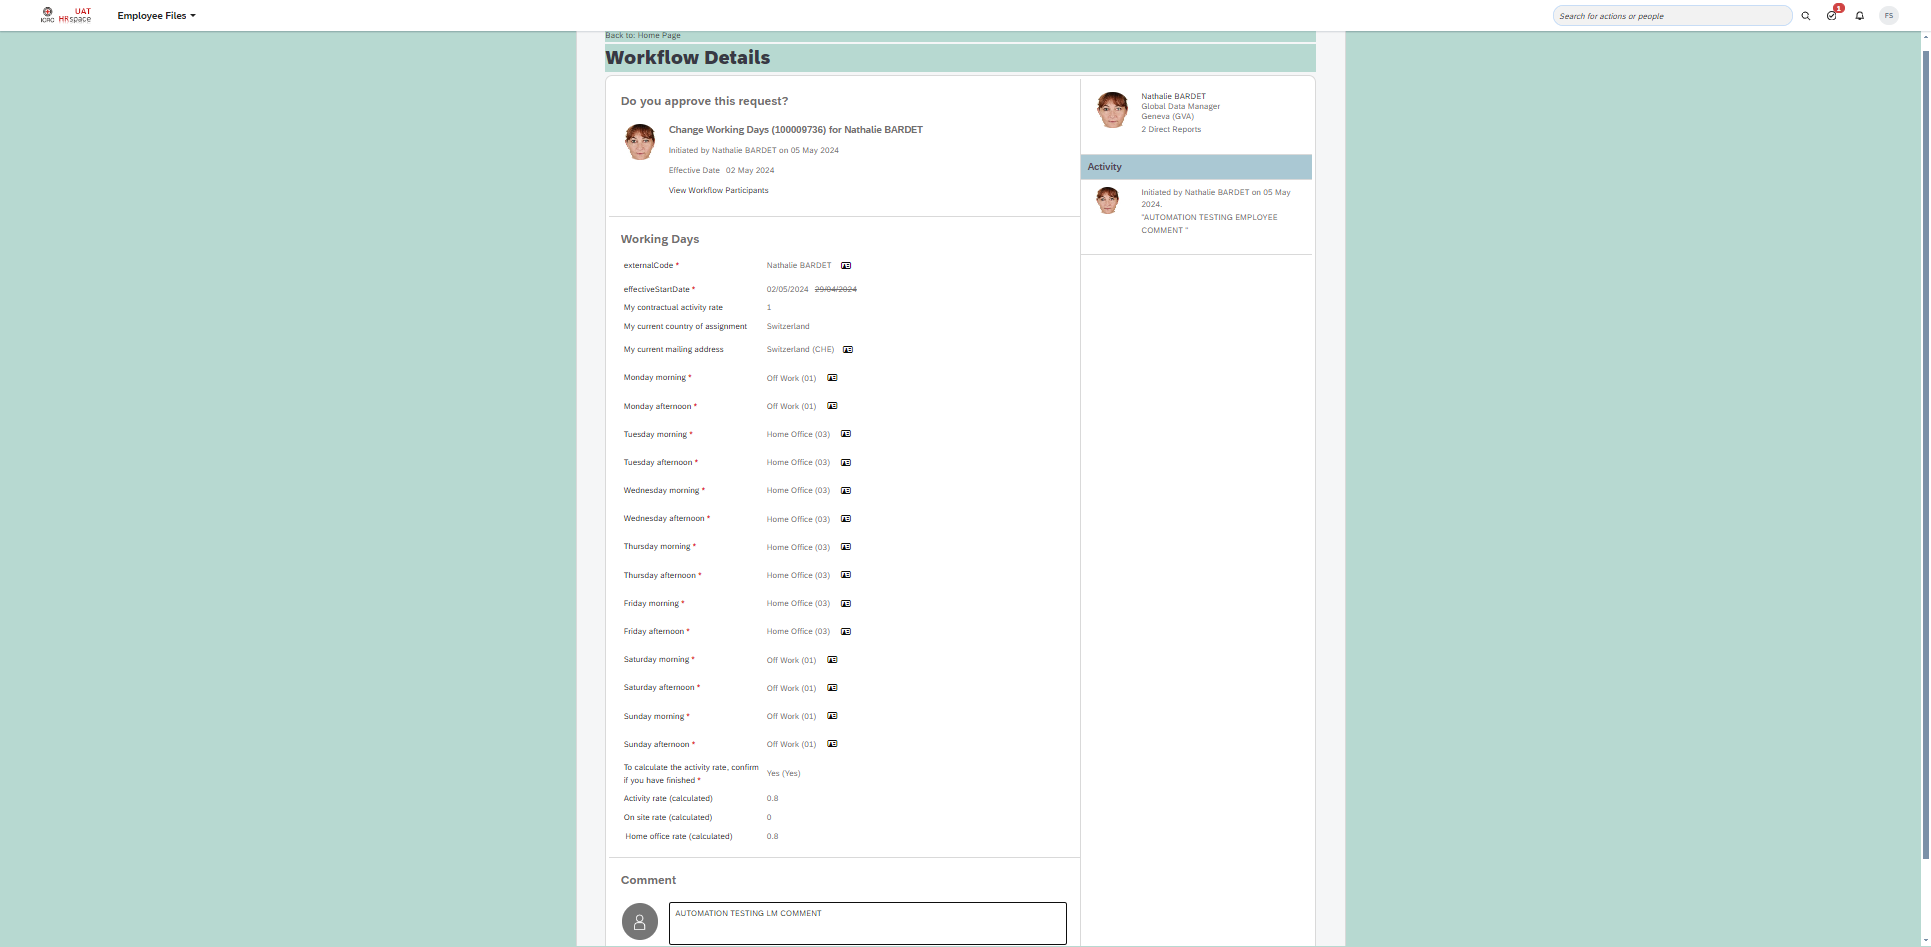 ICRC
UAT
HRspace
Employee Files
Search for actions or people
1
FS
Back to: Home Page
Workflow Details
Do you approve this request?
Change Working Days (100009736) for Nathalie BARDET
Initiated by Nathalie BARDET on 05 May 2024
Effective Date 02 May 2024
View Workflow Participants
Working Days
externalCode * Nathalie BARDET
effectiveStartDate * 02/05/2024 29/04/2024
My contractual activity rate 1
My current country of assignment Switzerland
My current mailing address Switzerland (CHE)
Monday morning * Off Work (01)
Monday afternoon * Off Work (01)
Tuesday morning * Home Office (03)
Tuesday afternoon * Home Office (03)
Wednesday morning * Home Office (03)
Wednesday afternoon * Home Office (03)
Thursday morning * Home Office (03)
Thursday afternoon * Home Office (03)
Friday morning * Home Office (03)
Friday afternoon * Home Office (03)
Saturday morning * Off Work (01)
Saturday afternoon * Off Work (01)
Sunday morning * Off Work (01)
Sunday afternoon * Off Work (01)
To calculate the activity rate, confirm
if you have finished * Yes (Yes)
Activity rate (calculated) 0.8
On site rate (calculated) 0
Home office rate (calculated) 0.8
Comment
AUTOMATION TESTING LM COMMENT
Nathalie BARDET
Global Data Manager
Geneva (GVA)
2 Direct Reports
Activity
Initiated by Nathalie BARDET on 05 May
2024.
"AUTOMATION TESTING EMPLOYEE
COMMENT "